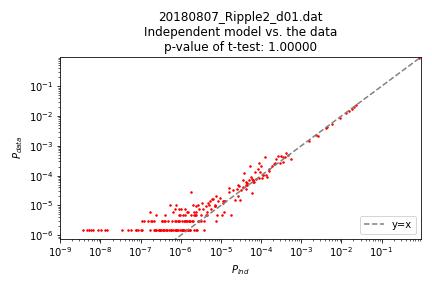 20180807_Ripple2_d01.dat
Independent model vs. the data
p-value of t-test: 1.00000
P_data
10⁻¹
10⁻²
10⁻³
10⁻⁴
10⁻⁵
10⁻⁶
y=x
10⁻⁹ 10⁻⁸ 10⁻⁷ 10⁻⁶ 10⁻⁵ 10⁻⁴ 10⁻³ 10⁻² 10⁻¹
P_ind